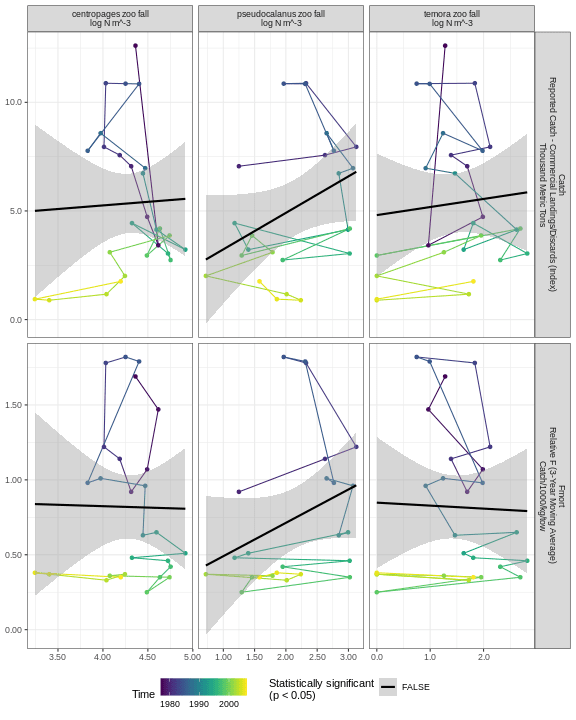 centropages zoo fall
log N m^-3
pseudocalanus zoo fall
log N m^-3
temora zoo fall
log N m^-3
10.0
5.0
0.0
Catch
Reported Catch - Commercial Landings/Discards (Index)
Thousand Metric Tons
1.50
1.00
0.50
0.00
Fmort
Relative F (3-Year Moving Average)
Catch/1000/kg/tow
3.50
4.00
4.50
5.00
1.00
2.00
3.00
0.0
1.0
2.0
Time
1980
1990
2000
Statistically significant
(p < 0.05)
FALSE